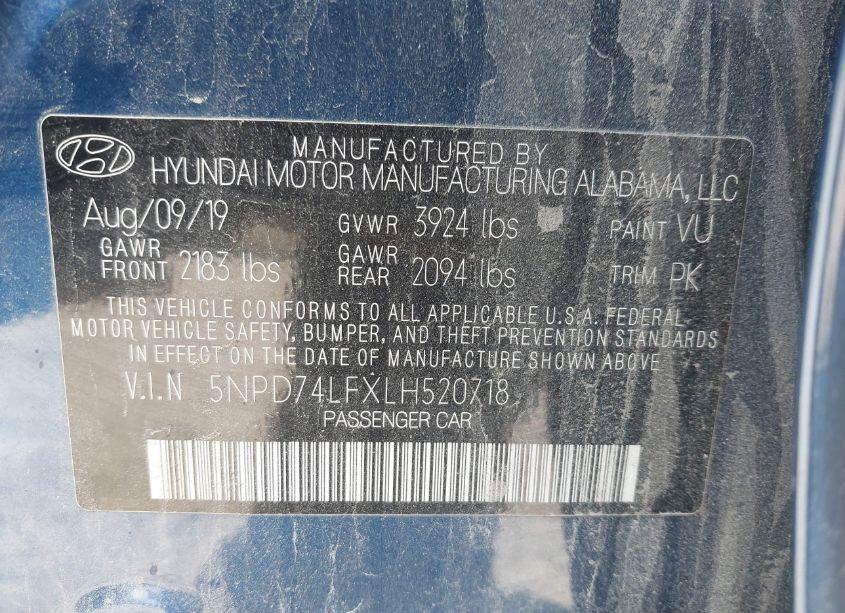 MANUFACTURED BY
HYUNDAI MOTOR MANUFACTURING ALABAMA, LLC
Aug/09/19 GVWR 3924 lbs PAINT VU
GAWR FRONT 2183 lbs GAWR REAR 2094 lbs TRIM PK
THIS VEHICLE CONFORMS TO ALL APPLICABLE U.S.A. FEDERAL
MOTOR VEHICLE SAFETY, BUMPER, AND THEFT PREVENTION STANDARDS
IN EFFECT ON THE DATE OF MANUFACTURE SHOWN ABOVE.
V.I.N 5NPD74LFXLH520718
PASSENGER CAR